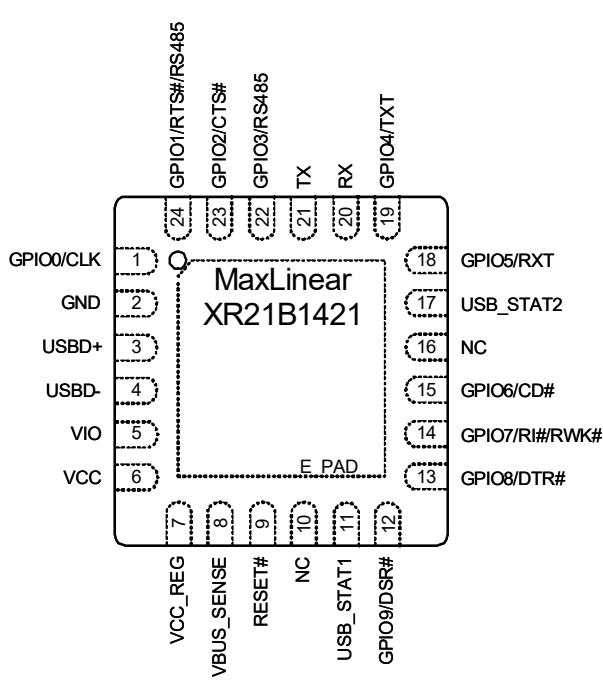 GPIO1/RTS#/RS485
GPIO2/CTS#
GPIO3/RS485
TX
RX
GPIO4/TXT
24
23
22
21
20
19
GPIO0/CLK 1
GND 2
USBD+ 3
USBD- 4
VIO 5
VCC 6
MaxLinear
XR21B1421
E_PAD
18 GPIO5/RXT
17 USB_STAT2
16 NC
15 GPIO6/CD#
14 GPIO7/RI#/RWK#
13 GPIO8/DTR#
7
8
9
10
11
12
VCC_REG
VBUS_SENSE
RESET#
NC
USB_STAT1
GPIO9/DSR#